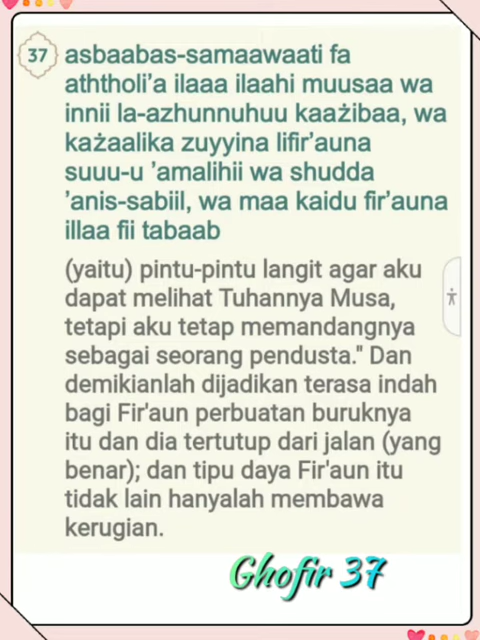 37
asbaabas-samaawaati fa
aththoli'a ilaaa ilaahi muusaa wa
innii la-azhunnuhuu kaażibaa, wa
każaalika zuyyina lifir'auna
suuu-u 'amalihii wa shudda
'anis-sabiil, wa maa kaidu fir'auna
illaa fii tabaab
(yaitu) pintu-pintu langit agar aku
dapat melihat Tuhannya Musa,
tetapi aku tetap memandangnya
sebagai seorang pendusta." Dan
demikianlah dijadikan terasa indah
bagi Fir'aun perbuatan buruknya
itu dan dia tertutup dari jalan (yang
benar); dan tipu daya Fir'aun itu
tidak lain hanyalah membawa
kerugian.
Ghofir 37